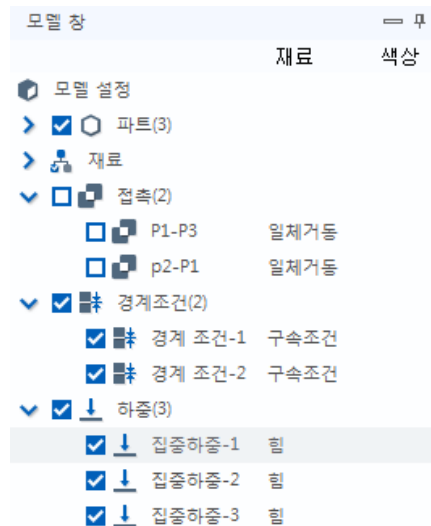 모델 창
재료 색상
모델 설정
파트(3)
재료
접촉(2)
P1-P3 일체거동
p2-P1 일체거동
경계조건(2)
경계 조건-1 구속조건
경계 조건-2 구속조건
하중(3)
집중하중-1 힘
집중하중-2 힘
집중하중-3 힘